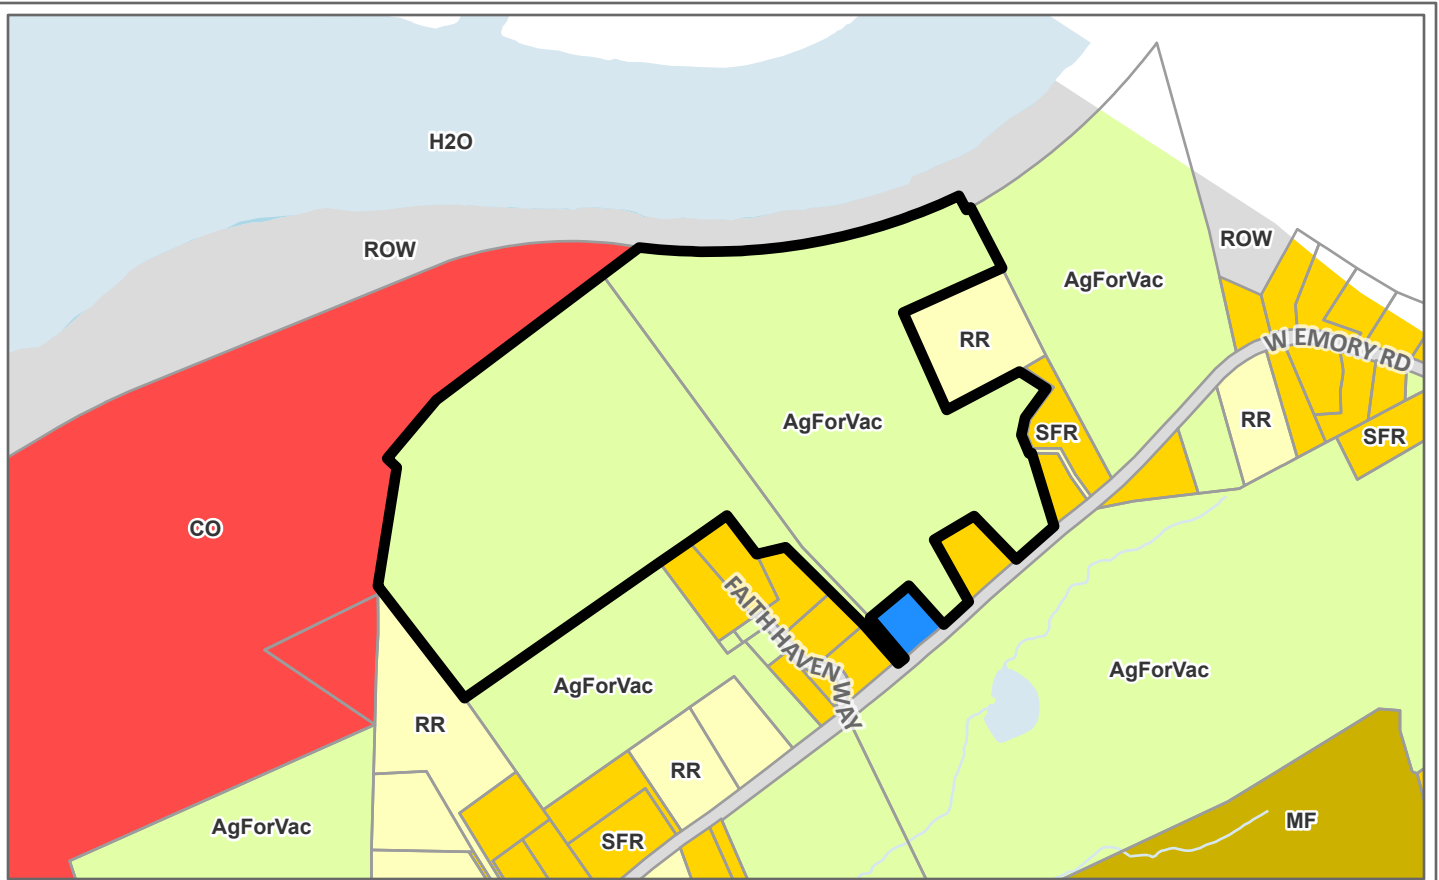 H2O
ROW
ROW
AgForVac
W EMORY RD
RR
AgForVac
RR
SFR
SFR
CO
FAITH HAVEN WAY
AgForVac
AgForVac
RR
RR
AgForVac
SFR
MF